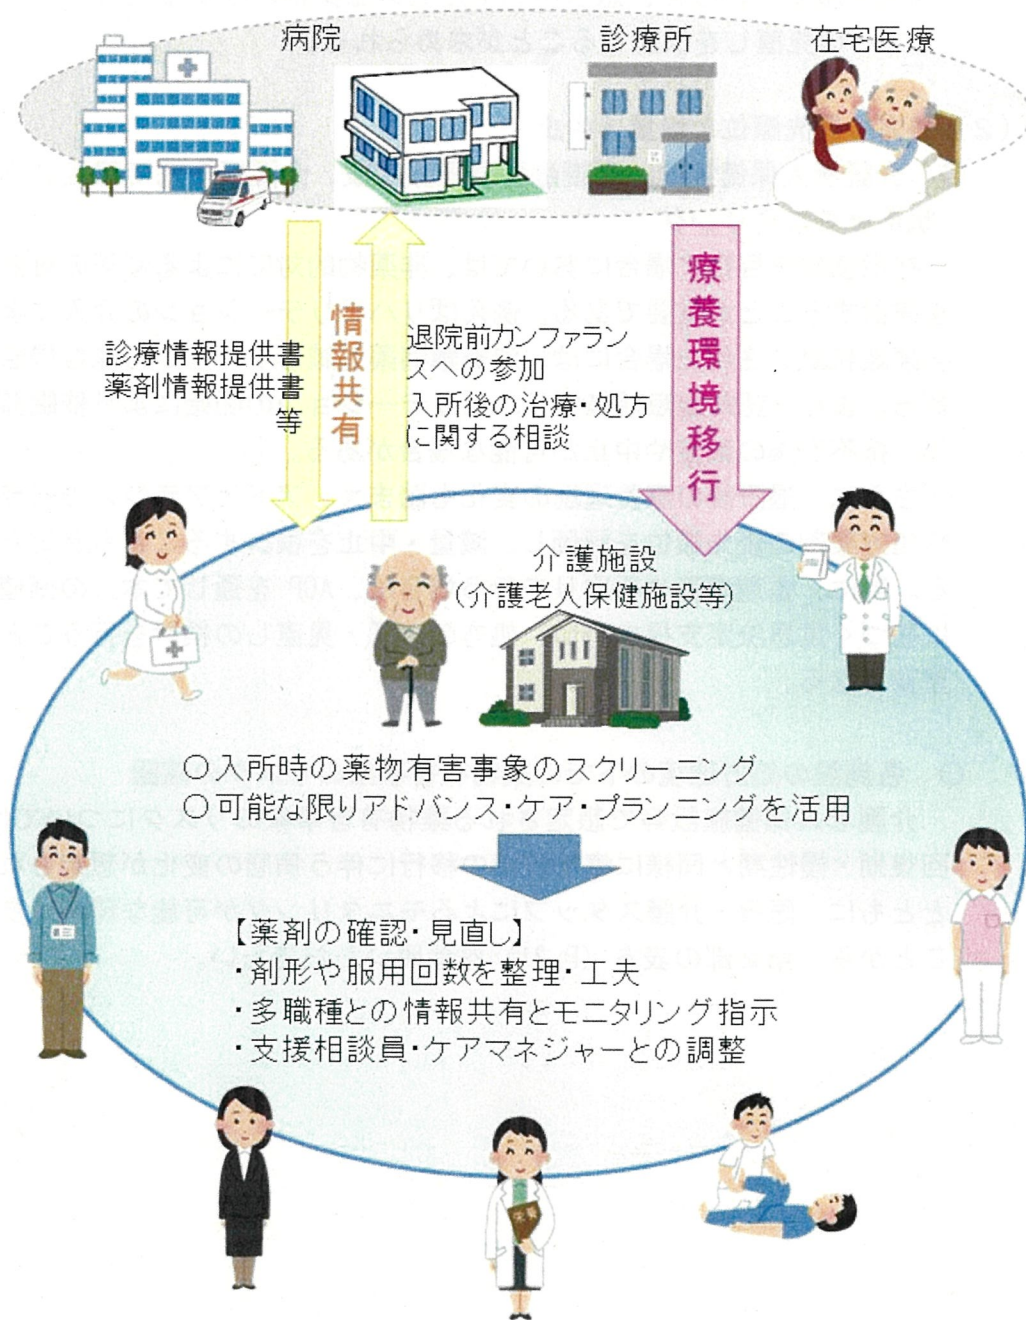 病院
診療所
在宅医療
診療情報提供書
薬剤情報提供書
等
情報共有
退院前カンファラン
スへの参加
入所後の治療・処方
に関する相談
療養環境移行
介護施設
(介護老人保健施設等)
○入所時の薬物有害事象のスクリーニング
○可能な限りアドバンス・ケア・プランニングを活用
【薬剤の確認・見直し】
・剤形や服用回数を整理・工夫
・多職種との情報共有とモニタリング指示
・支援相談員・ケアマネジャーとの調整
栄養